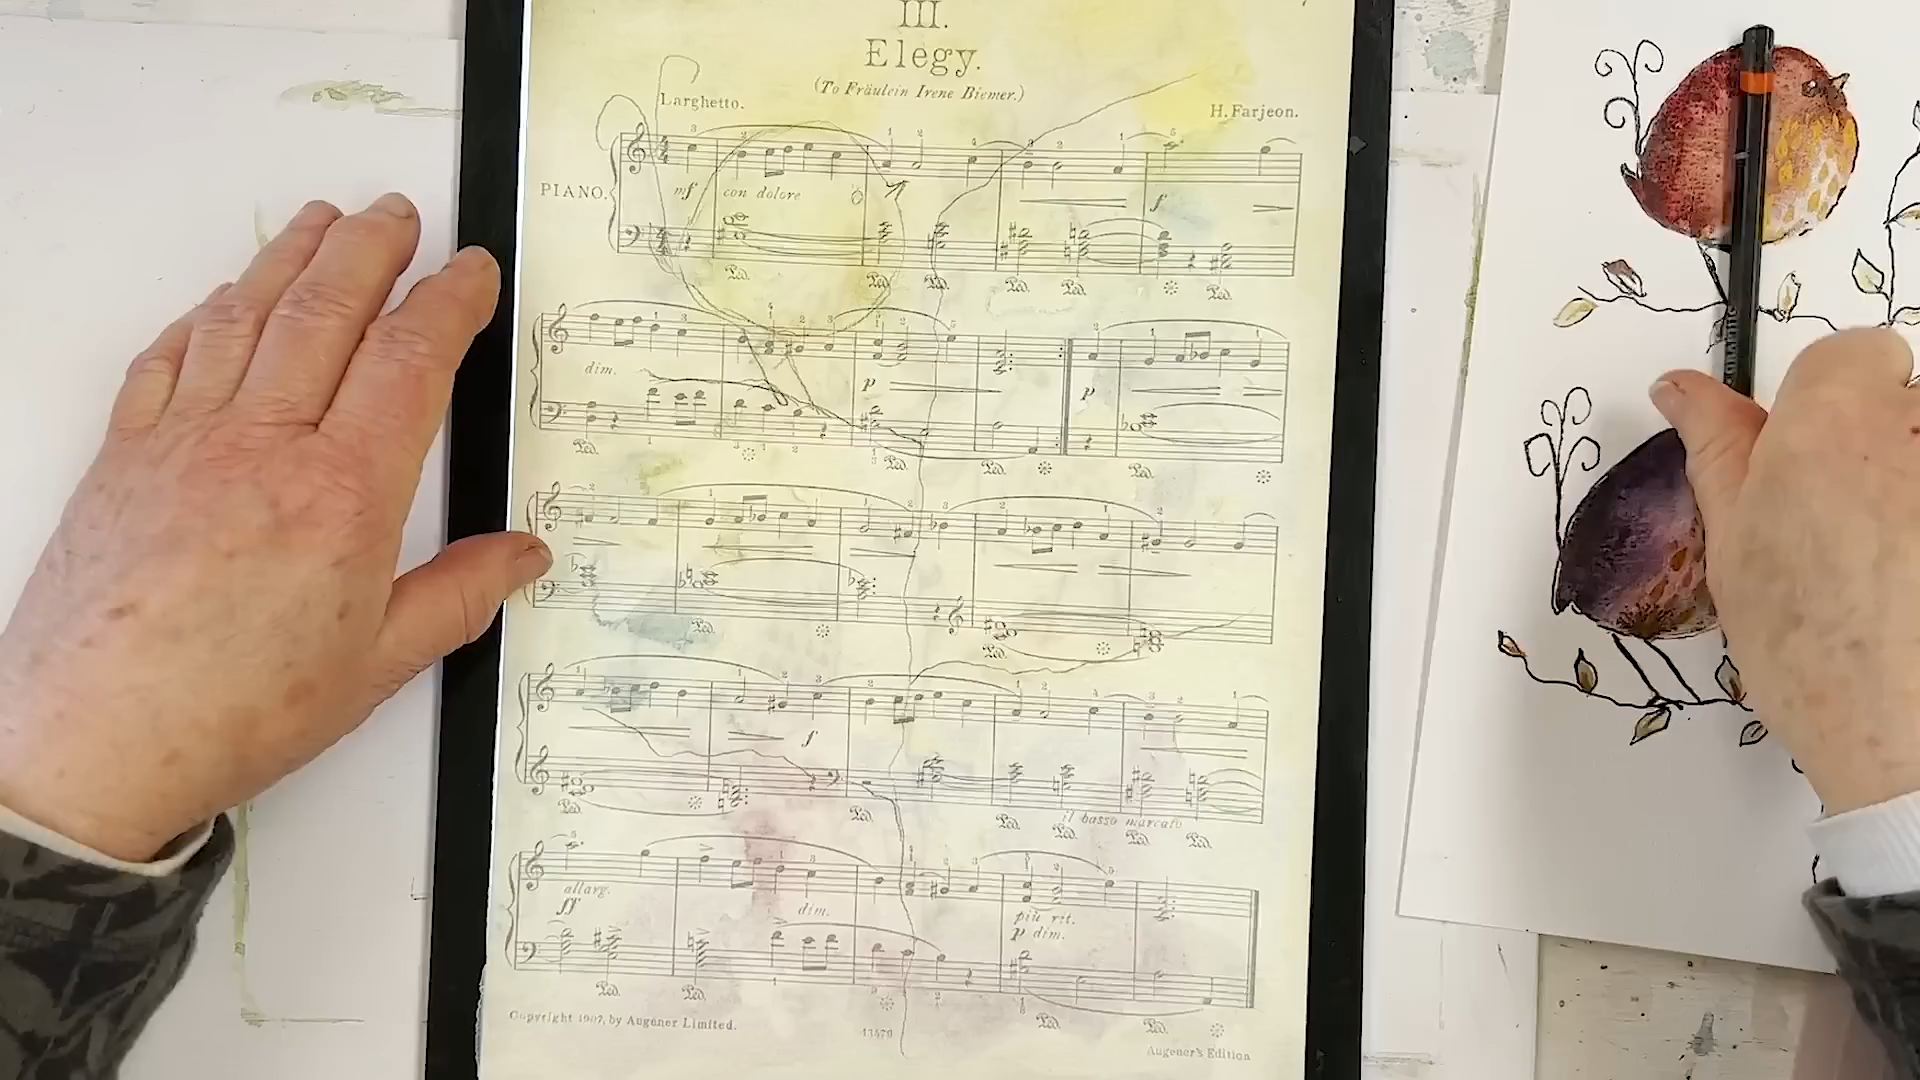 III.
Elegy.
(To Fräulein Irene Biemer.)
Larghetto.
H. Farjeon.
PIANO.
mf con dolore
f
dim.
p
p
f
il basso marcato
allarg.
ff
dim.
più rit.
p dim.
Copyright 1907, by Augener Limited.
13579
Augener's Edition